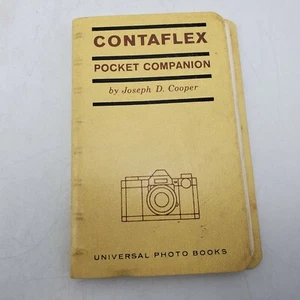 CONTAFLEX
POCKET COMPANION
by Joseph D. Cooper
UNIVERSAL PHOTO BOOKS